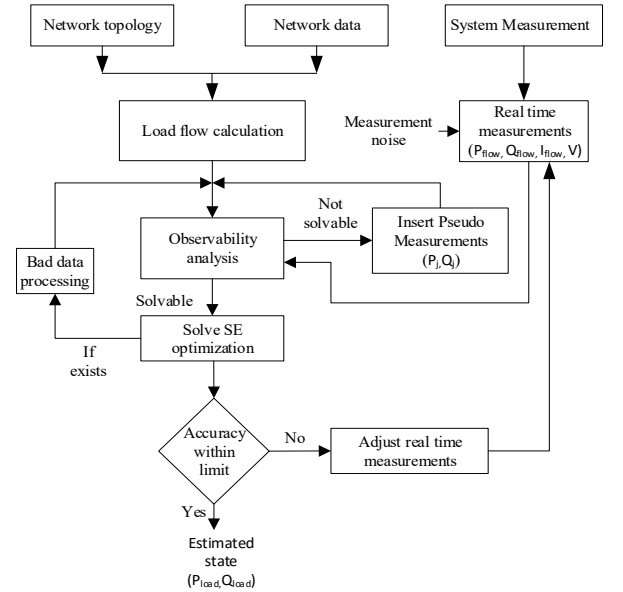 Network topology
Network data
System Measurement
Load flow calculation
Measurement
noise
Real time
measurements
(Pflow, Qflow, Iflow, V)
Not
solvable
Observability
analysis
Insert Pseudo
Measurements
(Pj,Qj)
Bad data
processing
Solvable
Solve SE
optimization
If
exists
Accuracy
within
limit
No
Adjust real time
measurements
Yes
Estimated
state
(Pload,Qload)